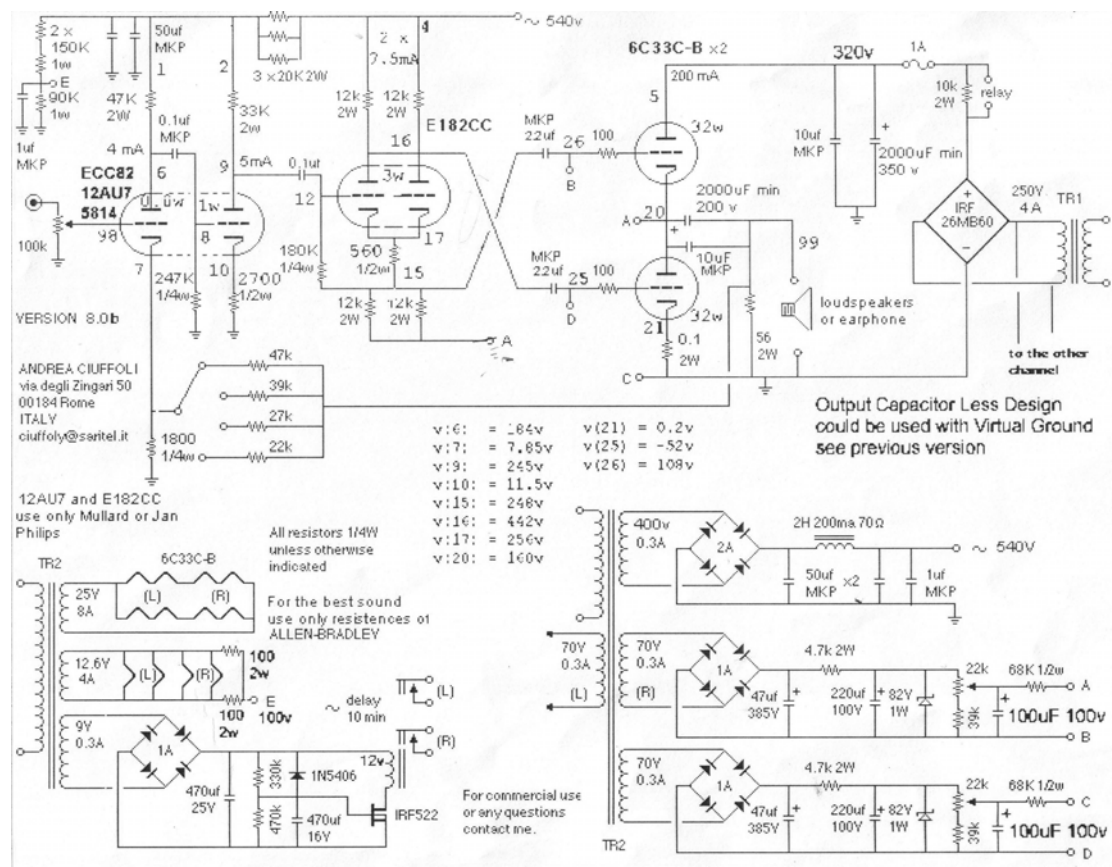 2 x
150K
1w
E
90K
1w
1uf
MKP
50uf
MKP
1
47K
2W
0.1uf
MKP
4 mA
6
ECC82
12AU7
5814
98
100k
7
247K
1/4w
2
33K
2w
9
5mA
0.1uf
1w
8
10
2700
1/2w
3 x 20K 2W
2 x
7.5mA
4
~ 540v
12k
2W
12k
2W
16
E182CC
3w
12
180K
1/4w
560
1/2w
17
15
12k
2W
12k
2W
A
MKP
22uf
26
100
B
MKP
22uf
25
100
D
6C33C-B x2
200 mA
5
32w
A
20
2000uF min
200 v
10uF
MKP
32w
21
0.1
2W
C
56
2W
99
loudspeakers
or earphone
320v
1A
10uf
MKP
2000uF min
350 v
10k
2W
relay
IRF
26MB60
250V
4A
TR1
to the other
channel
VERSION 8.0b
ANDREA CIUFFOLI
via degli Zingari 50
00184 Rome
ITALY
ciuffoly@saritel.it
1800
1/4w
47k
39k
27k
22k
Output Capacitor Less Design
could be used with Virtual Ground
see previous version
v:6: = 184v
v:7: = 7.85v
v:9: = 245v
v:10: = 11.5v
v:15: = 248v
v:16: = 442v
v:17: = 256v
v:20: = 160v
v(21) = 0.2v
v(25) = -52v
v(26) = 108v
12AU7 and E182CC
use only Mullard or Jan
Philips
All resistors 1/4W
unless otherwise
indicated
For the best sound
use only resistences of
ALLEN-BRADLEY
TR2
6C33C-B
25V
8A
(L)
(R)
12.6V
4A
(L)
(R)
100
2w
E
100
2w
100v
9V
0.3A
1A
470uf
25V
330k
470k
1N5406
470uf
16V
12v
IRF522
~ delay
10 min
(L)
(R)
For commercial use
or any questions
contact me.
400v
0.3A
2A
2H 200ma 70Ω
~ 540V
50uf
MKP
x2
1uf
MKP
70V
0.3A
(L)
70V
0.3A
(R)
1A
4.7k 2W
47uf
385V
220uf
100V
82V
1W
22k
39k
68K 1/2w
A
100uF 100v
B
70V
0.3A
1A
4.7k 2W
47uf
385V
220uf
100V
82V
1W
22k
39k
68K 1/2w
C
100uF 100v
D
TR2